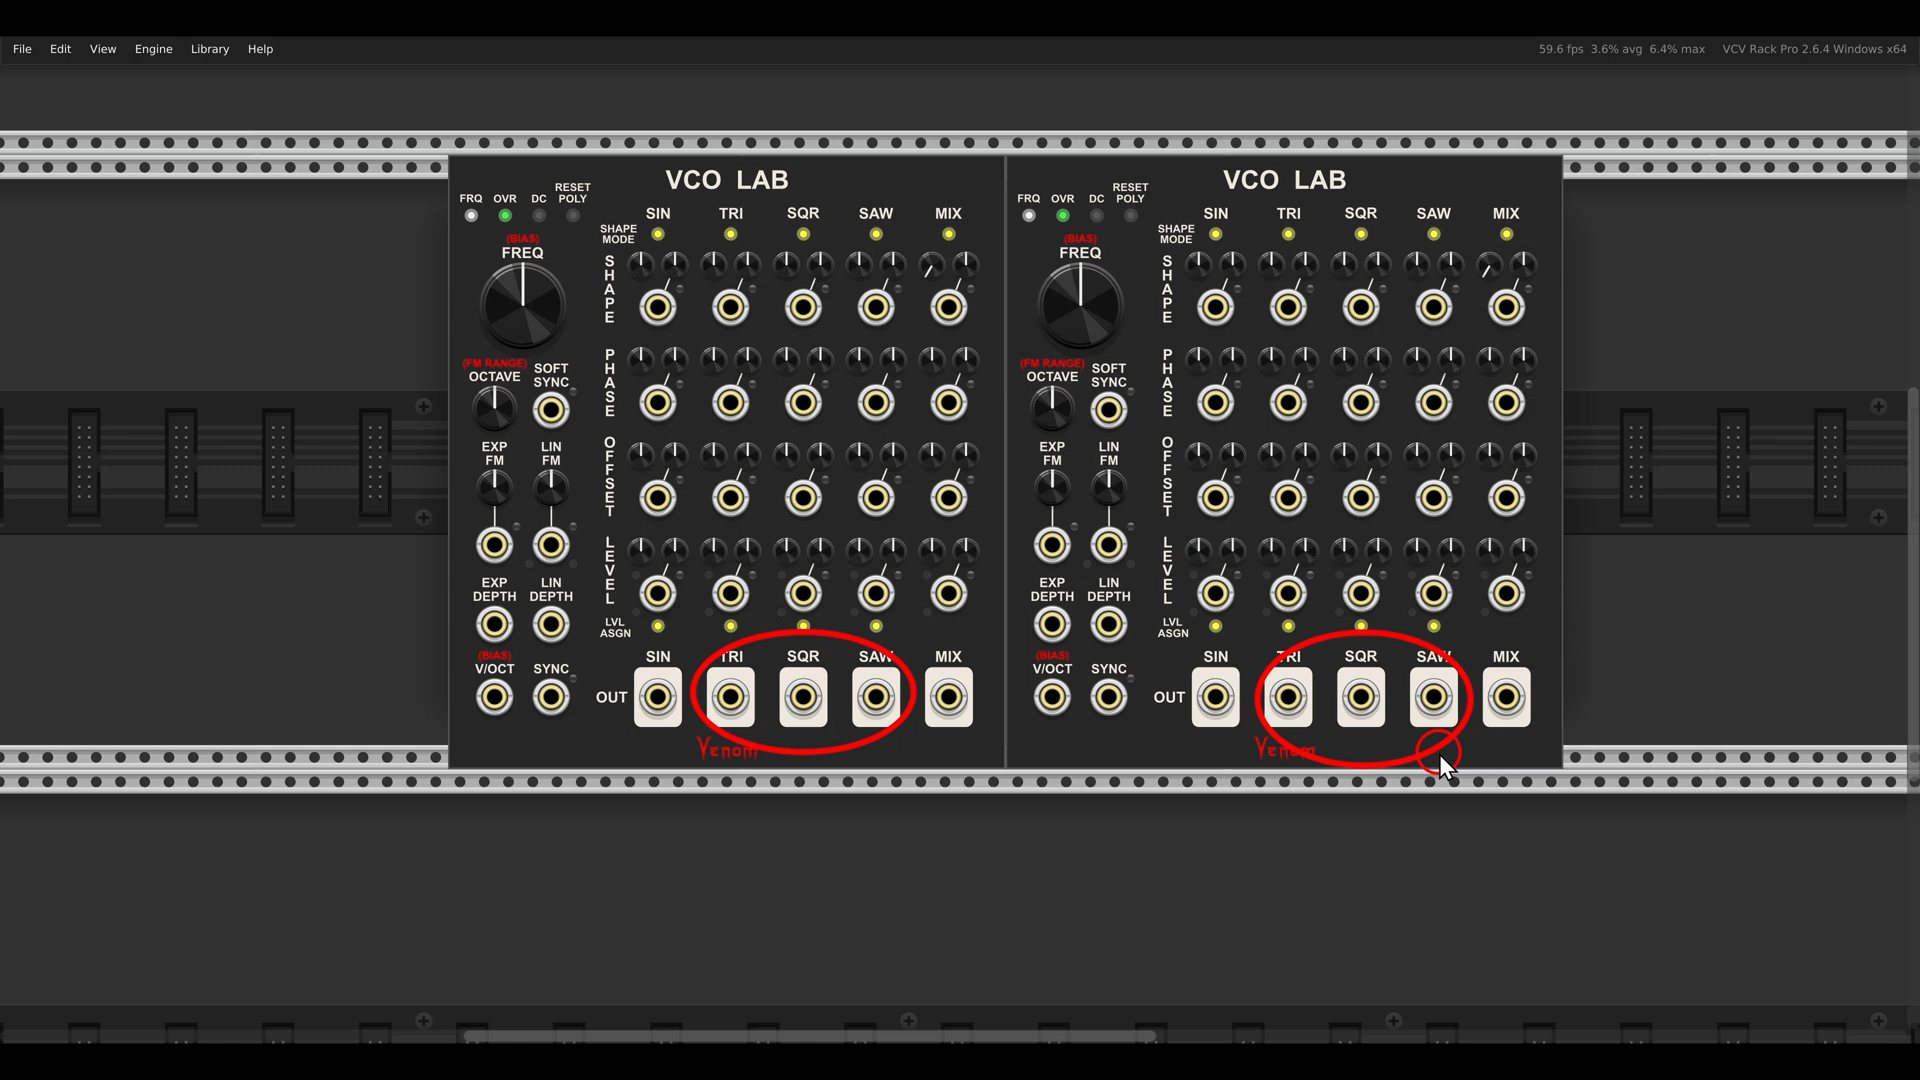 File Edit View Engine Library Help
59.6 fps 3.6% avg 6.4% max VCV Rack Pro 2.6.4 Windows x64
VCO LAB
FRQ OVR DC RESET POLY
SIN TRI SQR SAW MIX
SHAPE MODE
(BIAS)
FREQ
SHAPE
(FM RANGE)
OCTAVE
SOFT SYNC
PHASE
EXP FM
LIN FM
OFFSET
EXP DEPTH
LIN DEPTH
LEVEL
LVL ASGN
(BIAS)
V/OCT SYNC
SIN TRI SQR SAW MIX
OUT
Venom
VCO LAB
FRQ OVR DC RESET POLY
SIN TRI SQR SAW MIX
SHAPE MODE
(BIAS)
FREQ
SHAPE
(FM RANGE)
OCTAVE
SOFT SYNC
PHASE
EXP FM
LIN FM
OFFSET
EXP DEPTH
LIN DEPTH
LEVEL
LVL ASGN
(BIAS)
V/OCT SYNC
SIN TRI SQR SAW MIX
OUT
Venom